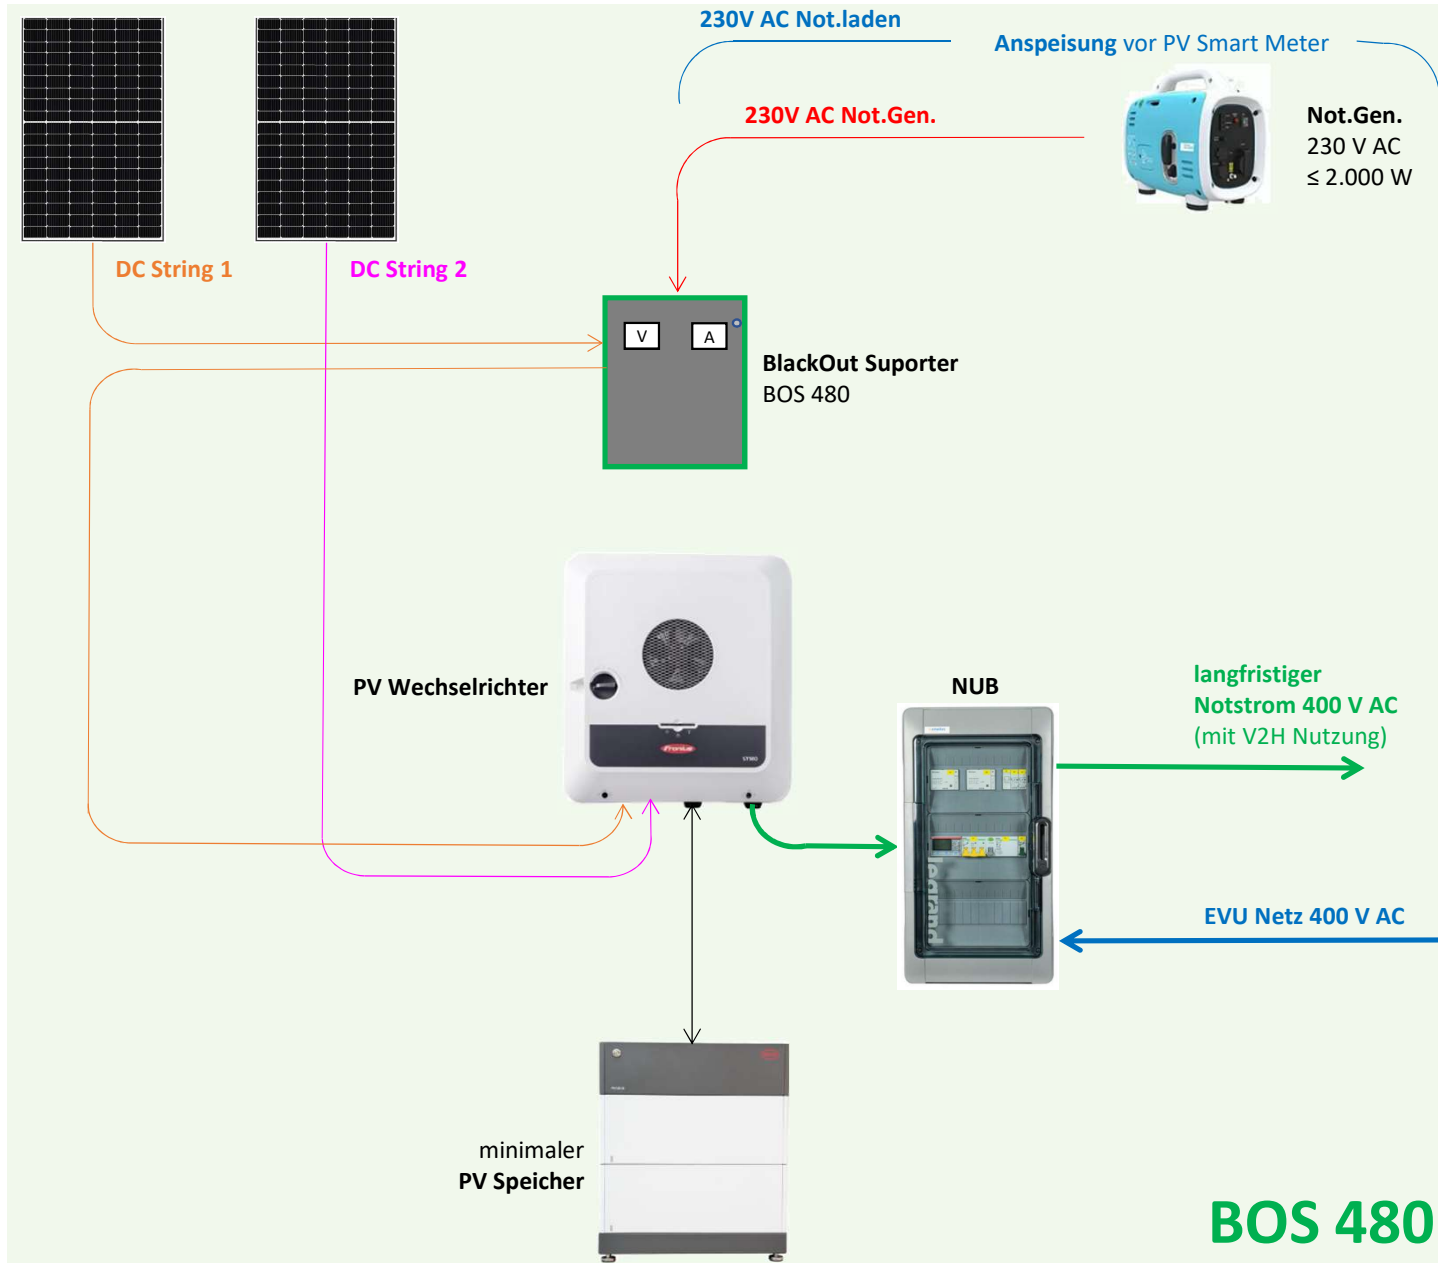 230V AC Not.laden
Anspeisung vor PV Smart Meter
230V AC Not.Gen.
Not.Gen.
230 V AC
≤ 2.000 W
DC String 1
DC String 2
V
A
BlackOut Suporter
BOS 480
PV Wechselrichter
Fronius
NUB
legrand
langfristiger
Notstrom 400 V AC
(mit V2H Nutzung)
EVU Netz 400 V AC
minimaler
PV Speicher
BOS 480